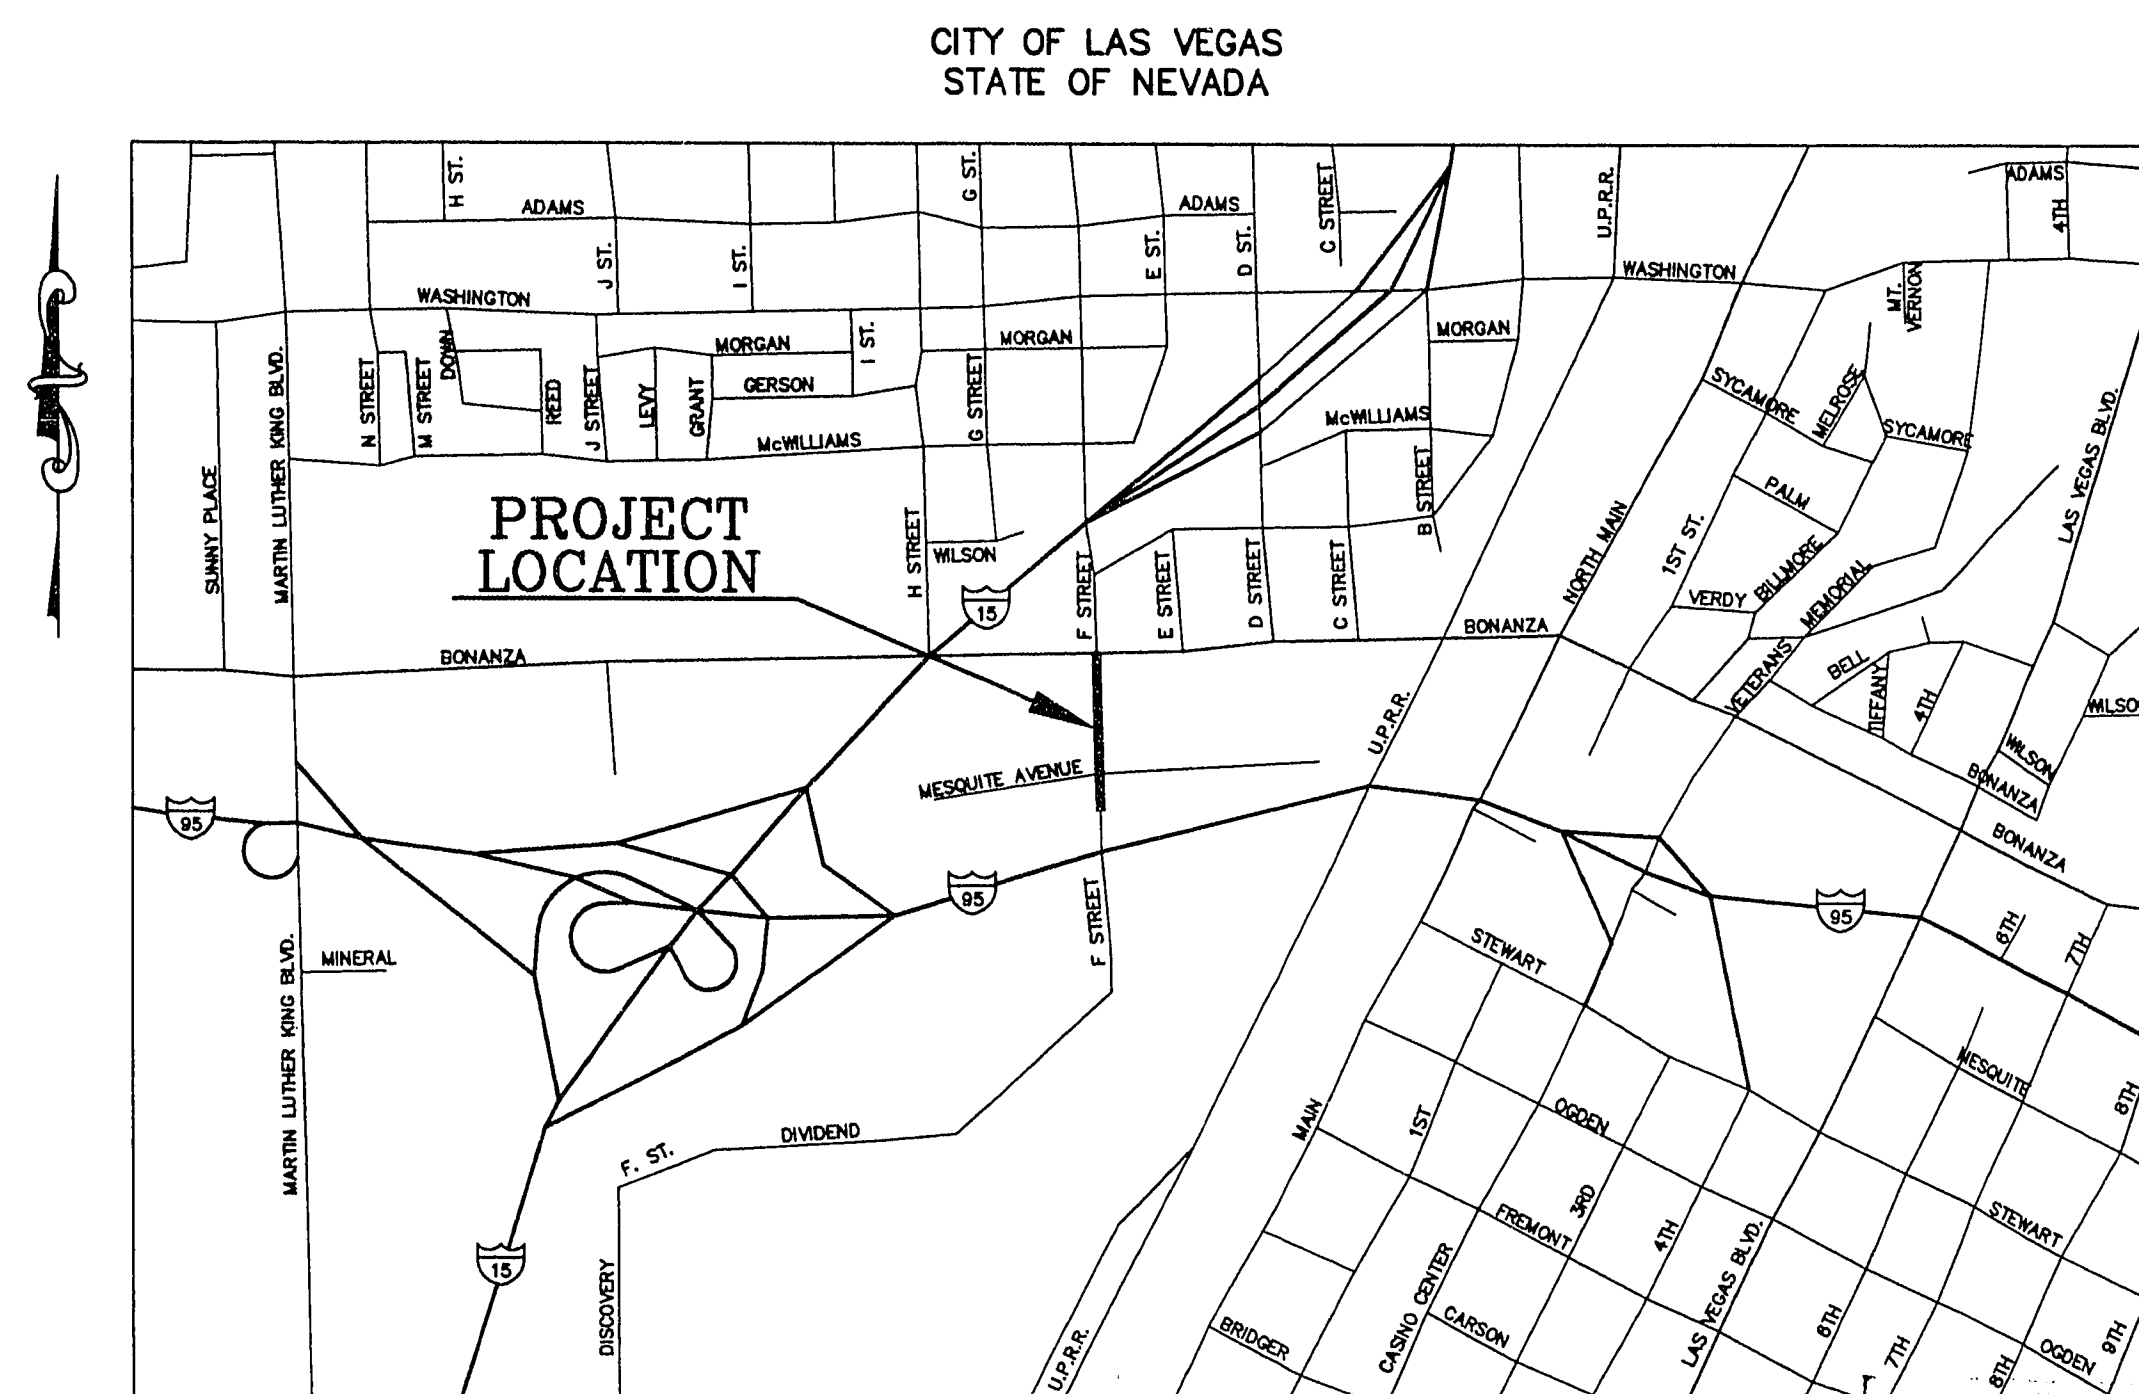 CITY OF LAS VEGAS
STATE OF NEVADA
H ST.
G ST.
C STREET
U.P.R.R.
ADAMS
ADAMS
ADAMS
4TH
J ST.
I ST.
E ST.
D ST.
WASHINGTON
WASHINGTON
MT.
VERNON
MARTIN LUTHER KING BLVD.
N STREET
M STREET
DOWN
REED
J STREET
LEVY
GRANT
MORGAN
I ST.
GERSON
MORGAN
G STREET
MORGAN
McWILLIAMS
McWILLIAMS
SYCAMORE
MELROSE
SYCAMORE
LAS VEGAS BLVD.
SUNNY PLACE
PROJECT
LOCATION
H STREET
WILSON
15
F STREET
E STREET
D STREET
C STREET
B STREET
NORTH MAIN
PALM
1ST ST.
BILLMORE
VERDY
MEMORIAL
BONANZA
BONANZA
VETERANS
BELL
TIFFANY
4TH
WILSO
WILSON
BONANZA
U.P.R.R.
MESQUITE AVENUE
95
95
95
BONANZA
F STREET
MARTIN LUTHER KING BLVD.
MINERAL
STEWART
6TH
7TH
MESQUITE
8TH
MAIN
1ST
OGDEN
DIVIDEND
F. ST.
15
DISCOVERY
3RD
FREMONT
4TH
STEWART
LAS VEGAS BLVD.
CASINO CENTER
CARSON
BRIDGER
U.P.R.R.
6TH
7TH
8TH
OGDEN
9TH